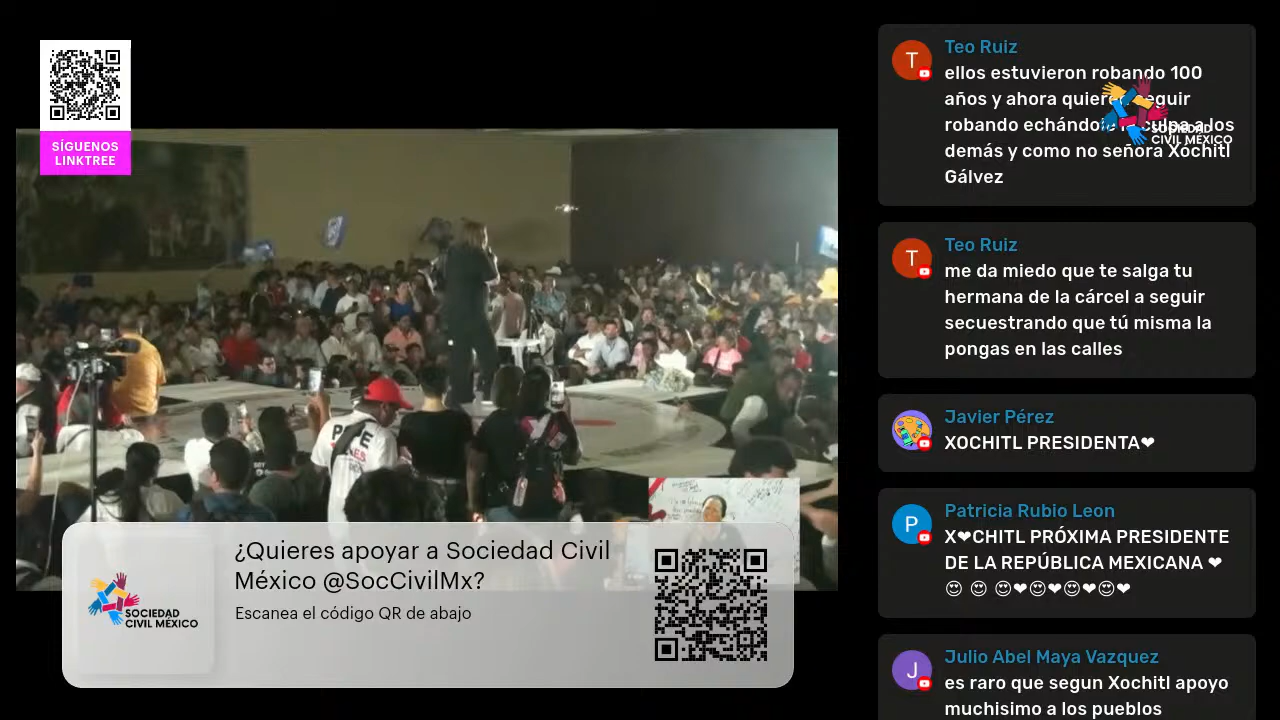 SÍGUENOS
LINKTREE
¿Quieres apoyar a Sociedad Civil
México @SocCivilMx?
Escanea el código QR de abajo
SOCIEDAD
CIVIL MÉXICO
Teo Ruiz
ellos estuvieron robando 100
años y ahora quieren seguir
robando echándole la culpa a los
demás y como no señora Xóchitl
Gálvez
SOCIEDAD
CIVIL MÉXICO
Teo Ruiz
me da miedo que te salga tu
hermana de la cárcel a seguir
secuestrando que tú misma la
pongas en las calles
Javier Pérez
XOCHITL PRESIDENTA❤
Patricia Rubio Leon
X❤CHITL PRÓXIMA PRESIDENTE
DE LA REPÚBLICA MEXICANA ❤
😍 😍 😍❤😍❤😍❤😍❤
Julio Abel Maya Vazquez
es raro que segun Xochitl apoyo
muchisimo a los pueblos